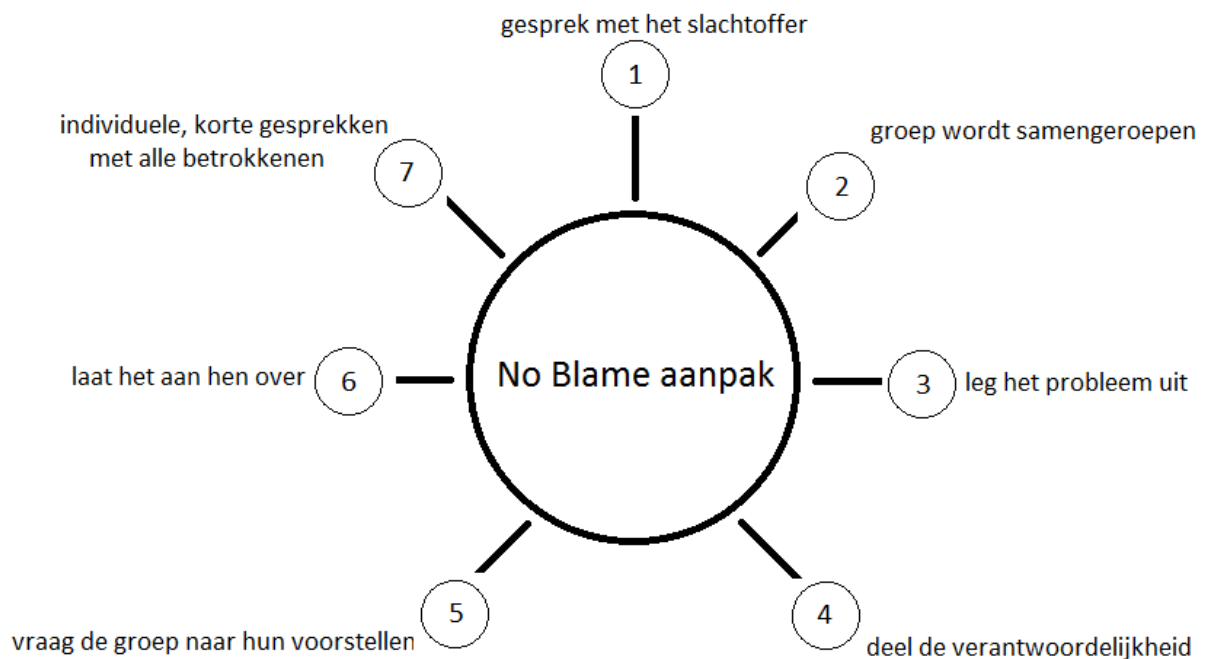 gesprek met het slachtoffer
1
groep wordt samengeroepen
2
leg het probleem uit
3
deel de verantwoordelijkheid
4
vraag de groep naar hun voorstellen
5
laat het aan hen over
6
individuele, korte gesprekken
met alle betrokkenen
7
No Blame aanpak